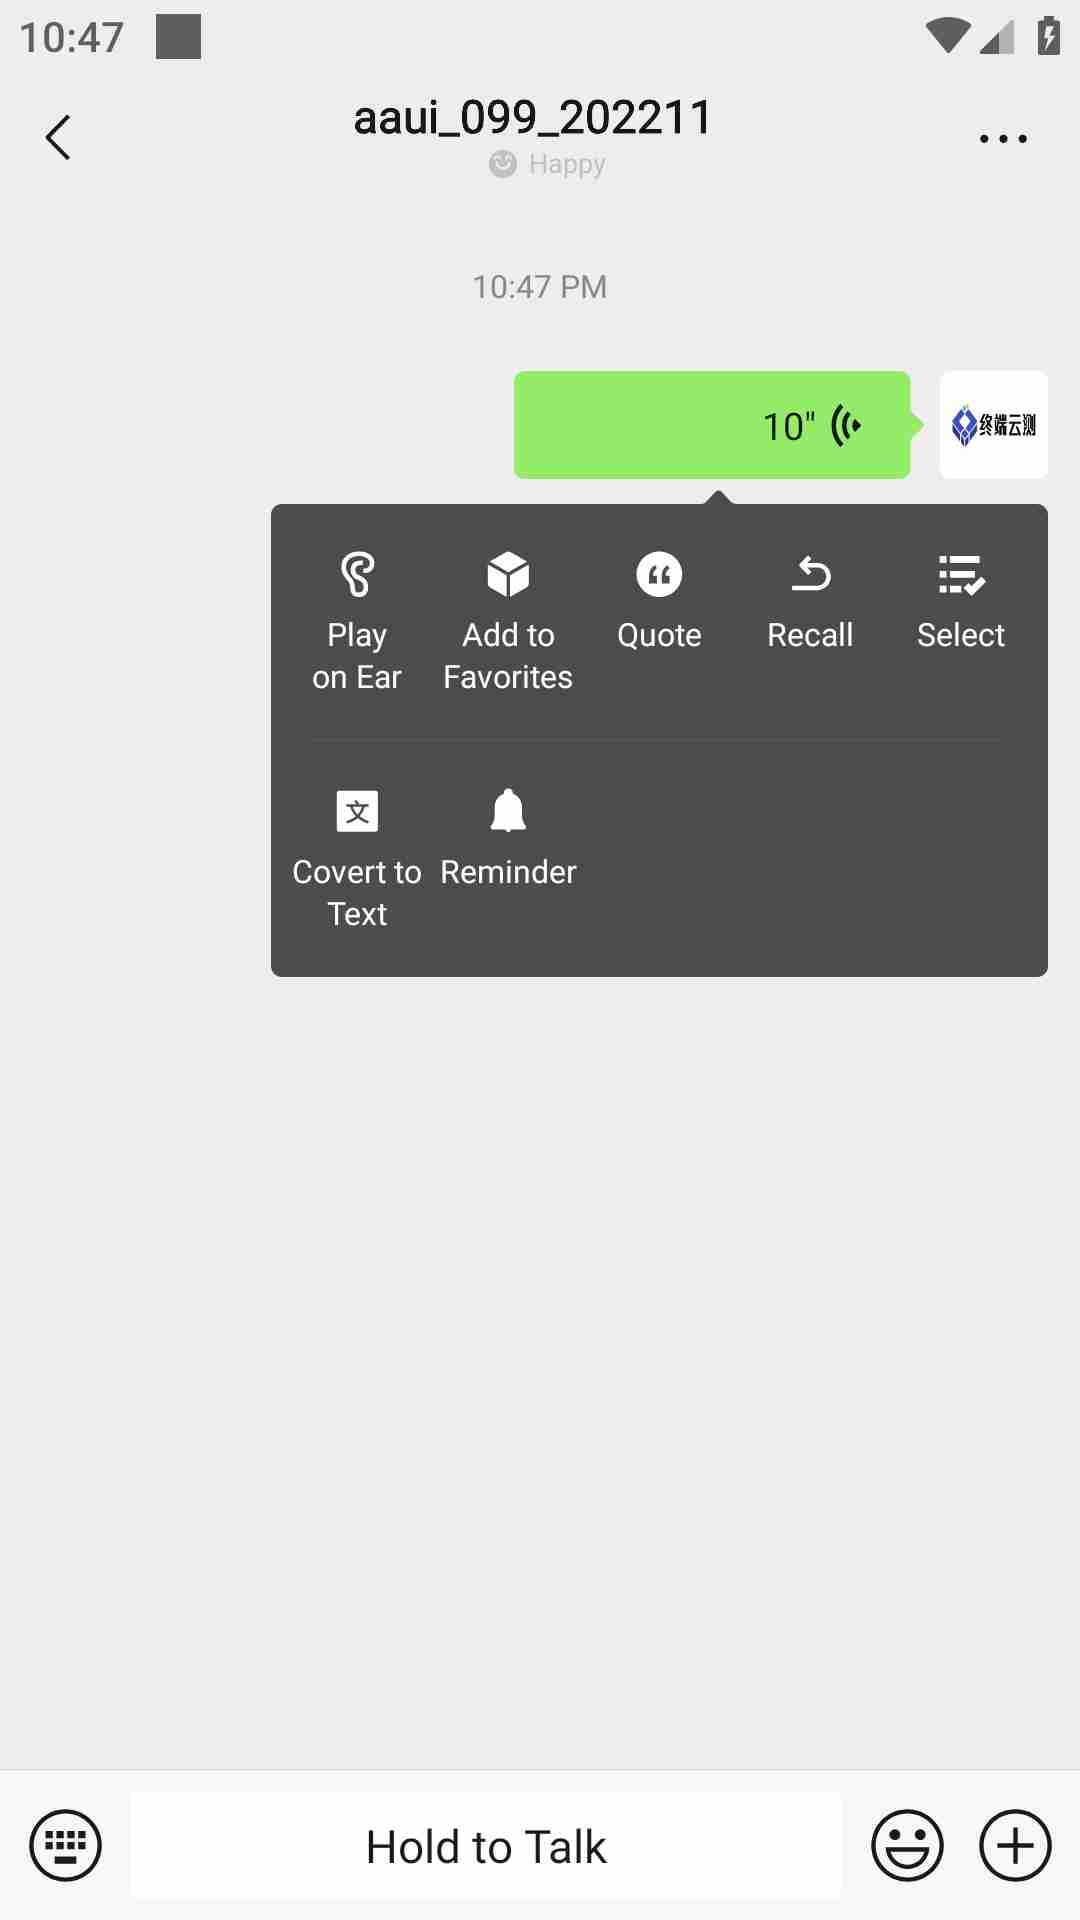 10:47
aaui_099_202211
Happy
10:47 PM
10"
终端云测
Play
on Ear
Add to
Favorites
Quote
Recall
Select
文
Covert to
Text
Reminder
Hold to Talk